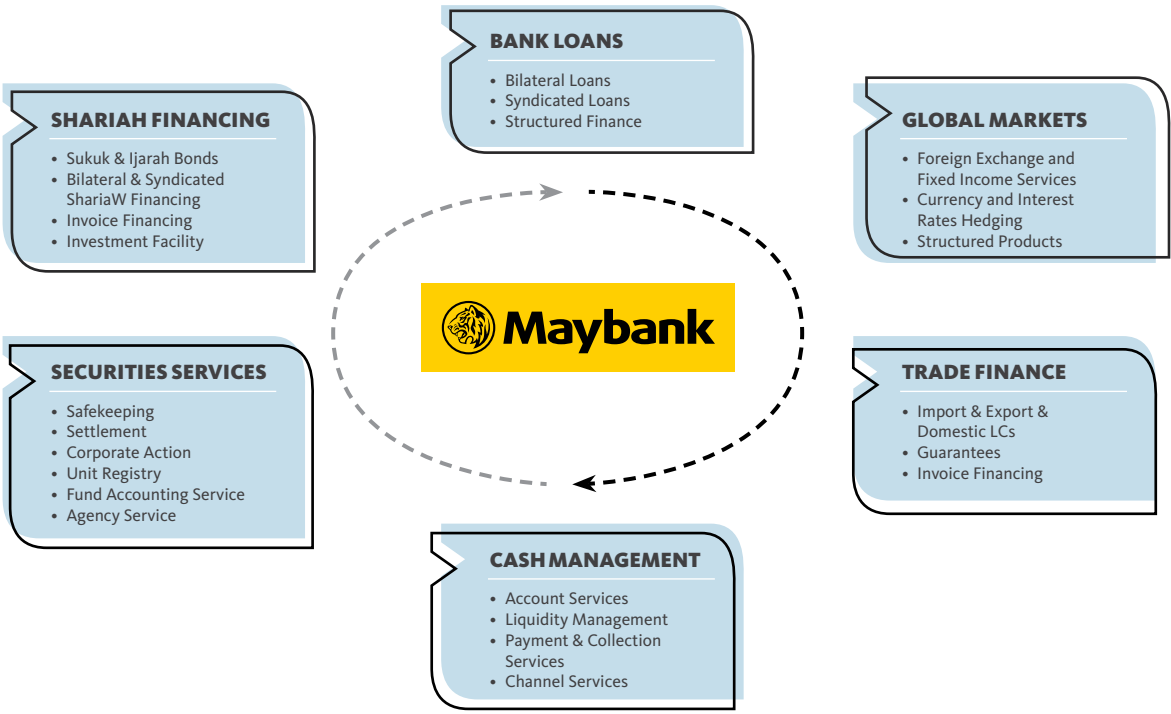 BANK LOANS
• Bilateral Loans
• Syndicated Loans
• Structured Finance
SHARIAH FINANCING
• Sukuk & Ijarah Bonds
• Bilateral & Syndicated
ShariaW Financing
• Invoice Financing
• Investment Facility
GLOBAL MARKETS
• Foreign Exchange and
Fixed Income Services
• Currency and Interest
Rates Hedging
• Structured Products
Maybank
SECURITIES SERVICES
• Safekeeping
• Settlement
• Corporate Action
• Unit Registry
• Fund Accounting Service
• Agency Service
TRADE FINANCE
• Import & Export &
Domestic LCs
• Guarantees
• Invoice Financing
CASH MANAGEMENT
• Account Services
• Liquidity Management
• Payment & Collection
Services
• Channel Services